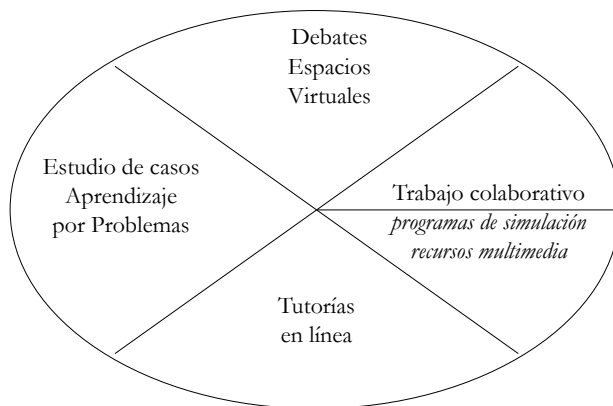 Debates
Espacios
Virtuales
Estudio de casos
Aprendizaje
por Problemas
Trabajo colaborativo
programas de simulación
recursos multimedia
Tutorías
en línea